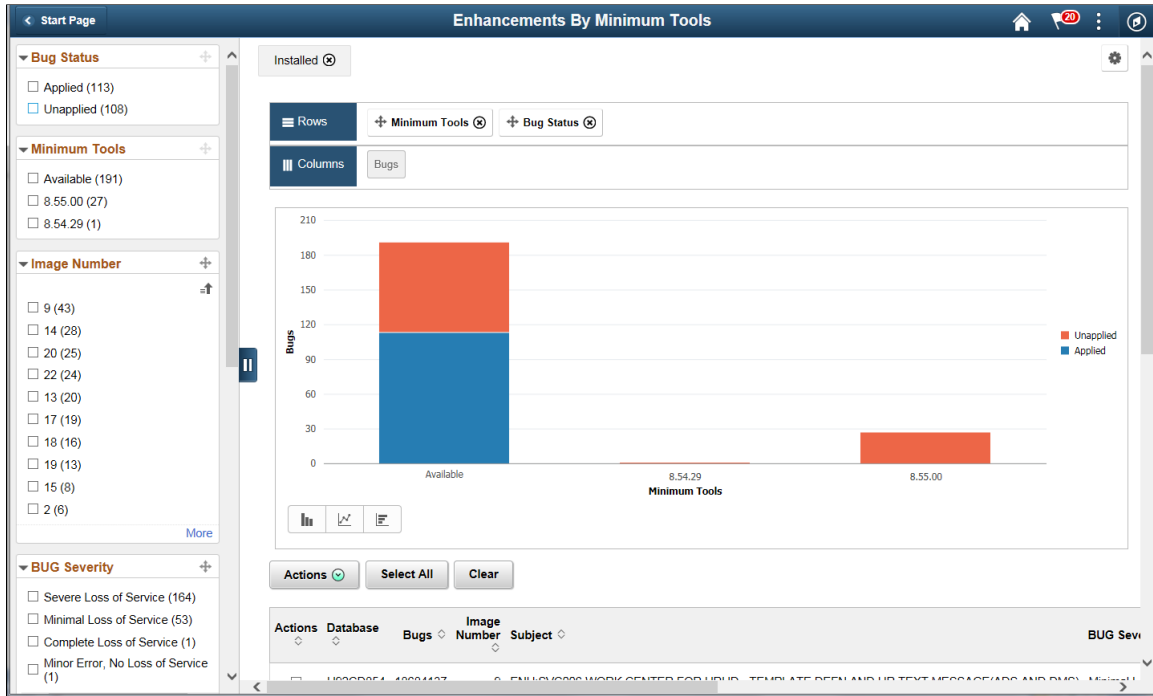 Start Page
Enhancements By Minimum Tools
20
Bug Status
Applied (113)
Unapplied (108)
Minimum Tools
Available (191)
8.55.00 (27)
8.54.29 (1)
Image Number
9 (43)
14 (28)
20 (25)
22 (24)
13 (20)
17 (19)
18 (16)
19 (13)
15 (8)
2 (6)
More
BUG Severity
Severe Loss of Service (164)
Minimal Loss of Service (53)
Complete Loss of Service (1)
Minor Error, No Loss of Service
(1)
Installed
Rows
Minimum Tools
Bug Status
Columns
Bugs
210
180
150
120
90
60
30
0
Bugs
Available
8.54.29
8.55.00
Minimum Tools
Unapplied
Applied
Actions
Select All
Clear
Actions
Database
Bugs
Image
Number
Subject
BUG Seve